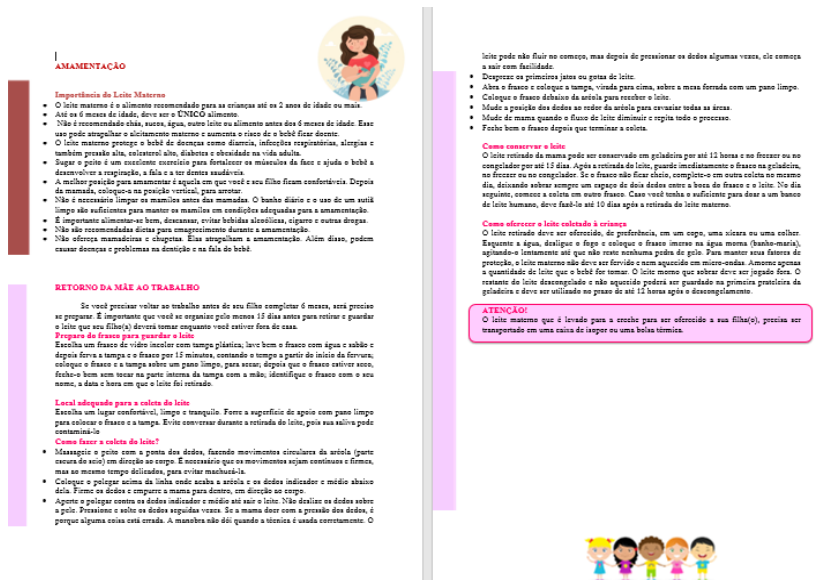 AMAMENTAÇÃO
Importância do Leite Materno
• O leite materno é o alimento recomendado para as crianças até os 2 anos de idade ou mais.
• Até os 6 meses de idade, deve ser o ÚNICO alimento.
• Não é recomendado chás, sucos, água, outro leite ou alimento antes dos 6 meses de idade. Esse
uso pode atrapalhar o aleitamento materno e aumenta o risco de o bebê ficar doente.
• O leite materno protege o bebê de doenças como diarreia, infecções respiratórias, alergias e
também pressão alta, colesterol alto, diabetes e obesidade na vida adulta.
• Sugar o peito é um excelente exercício para fortalecer os músculos da face e ajuda o bebê a
desenvolver a respiração, a fala e a ter dentes saudáveis.
• A melhor posição para amamentar é aquela em que você e seu filho ficam confortáveis. Depois
da mamada, coloque-a na posição vertical, para arrotar.
• Não é necessário limpar os mamilos antes das mamadas. O banho diário e o uso de um sutiã
limpo são suficientes para manter os mamilos em condições adequadas para a amamentação.
• É importante alimentar-se bem, descansar, evitar bebidas alcoólicas, cigarro e outras drogas.
• Não são recomendadas dietas para emagrecimento durante a amamentação.
• Não ofereça mamadeiras e chupetas. Elas atrapalham a amamentação. Além disso, podem
causar doenças e problemas na dentição e na fala do bebê.
RETORNO DA MÃE AO TRABALHO
Se você precisar voltar ao trabalho antes de seu filho completar 6 meses, será preciso
se preparar. É importante que você se organize pelo menos 15 dias antes para retirar e guardar
o leite que seu filho(a) deverá tomar enquanto você estiver fora de casa.
Preparo do frasco para guardar o leite
Escolha um frasco de vidro incolor com tampa plástica; lave bem o frasco com água e sabão e
depois ferva a tampa e o frasco por 15 minutos, contando o tempo a partir do início da fervura;
coloque o frasco e a tampa sobre um pano limpo, para secar; depois que o frasco estiver seco,
feche-o bem sem tocar na parte interna da tampa com a mão; identifique o frasco com o seu
nome, a data e hora em que o leite foi retirado.
Local adequado para a coleta do leite
Escolha um lugar confortável, limpo e tranquilo. Forre a superfície de apoio com pano limpo
para colocar o frasco e a tampa. Evite conversar durante a retirada do leite, pois sua saliva pode
contaminá-lo
Como fazer a coleta do leite?
• Massageie o peito com a ponta dos dedos, fazendo movimentos circulares da aréola (parte
escura do seio) em direção ao corpo. É necessário que os movimentos sejam contínuos e firmes,
mas ao mesmo tempo delicados, para evitar machucá-la.
• Coloque o polegar acima da linha onde acaba a aréola e os dedos indicador e médio abaixo
dela. Firme os dedos e empurre a mama para dentro, em direção ao corpo.
• Aperte o polegar contra os dedos indicador e médio até sair o leite. Não deslize os dedos sobre
a pele. Pressione e solte os dedos seguidas vezes. Se a mama doer com a pressão dos dedos, é
porque alguma coisa está errada. A manobra não dói quando a técnica é usada corretamente. O
leite pode não fluir no começo, mas depois de pressionar os dedos algumas vezes, ele começa
a sair com facilidade.
• Despreze os primeiros jatos ou gotas de leite.
• Abra o frasco e coloque a tampa, virada para cima, sobre a mesa forrada com um pano limpo.
• Coloque o frasco debaixo da aréola para receber o leite.
• Mude a posição dos dedos ao redor da aréola para esvaziar todas as áreas.
• Mude de mama quando o fluxo de leite diminuir e repita todo o processo.
• Feche bem o frasco depois que terminar a coleta.
Como conservar o leite
O leite retirado da mama pode ser conservado em geladeira por até 12 horas e no freezer ou no
congelador por até 15 dias. Após a retirada do leite, guarde imediatamente o frasco na geladeira,
no freezer ou no congelador. Se o frasco não ficar cheio, complete-o em outra coleta no mesmo
dia, deixando sobrar sempre um espaço de dois dedos entre a boca do frasco e o leite. No dia
seguinte, comece a coleta em outro frasco. Caso você tenha o suficiente para doar a um banco
de leite humano, deve fazê-lo até 10 dias após a retirada do leite materno.
Como oferecer o leite coletado à criança
O leite retirado deve ser oferecido, de preferência, em um copo, uma xícara ou uma colher.
Esquente a água, desligue o fogo e coloque o frasco imerso na água morna (banho-maria),
agitando-o lentamente até que não reste nenhuma pedra de gelo. Para manter seus fatores de
proteção, o leite materno não deve ser fervido e nem aquecido em micro-ondas. Amorne apenas
a quantidade de leite que o bebê for tomar. O leite morno que sobrar deve ser jogado fora. O
restante do leite descongelado e não aquecido poderá ser guardado na primeira prateleira da
geladeira e deve ser utilizado no prazo de até 12 horas após o descongelamento.
ATENÇÃO!
O leite materno que é levado para a creche para ser oferecido a sua filha(o), precisa ser
transportado em uma caixa de isopor ou uma bolsa térmica.